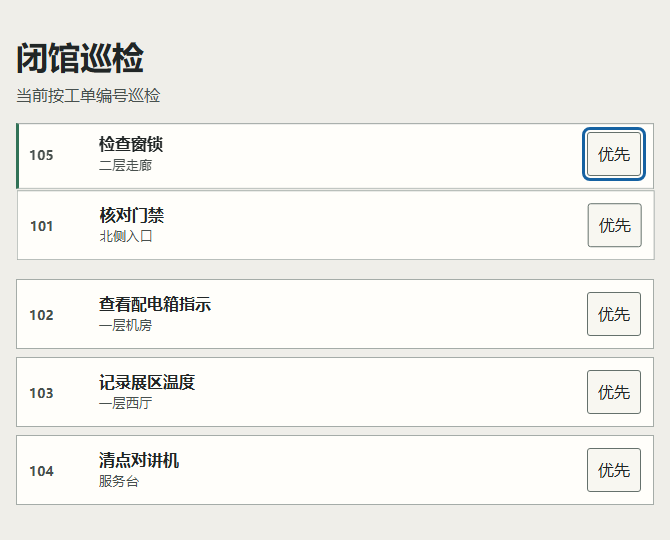 闭馆巡检
当前按工单编号巡检
105
检查窗锁
二层走廊
优先
101
核对门禁
北侧入口
优先
102
查看配电箱指示
一层机房
优先
103
记录展区温度
一层西厅
优先
104
清点对讲机
服务台
优先